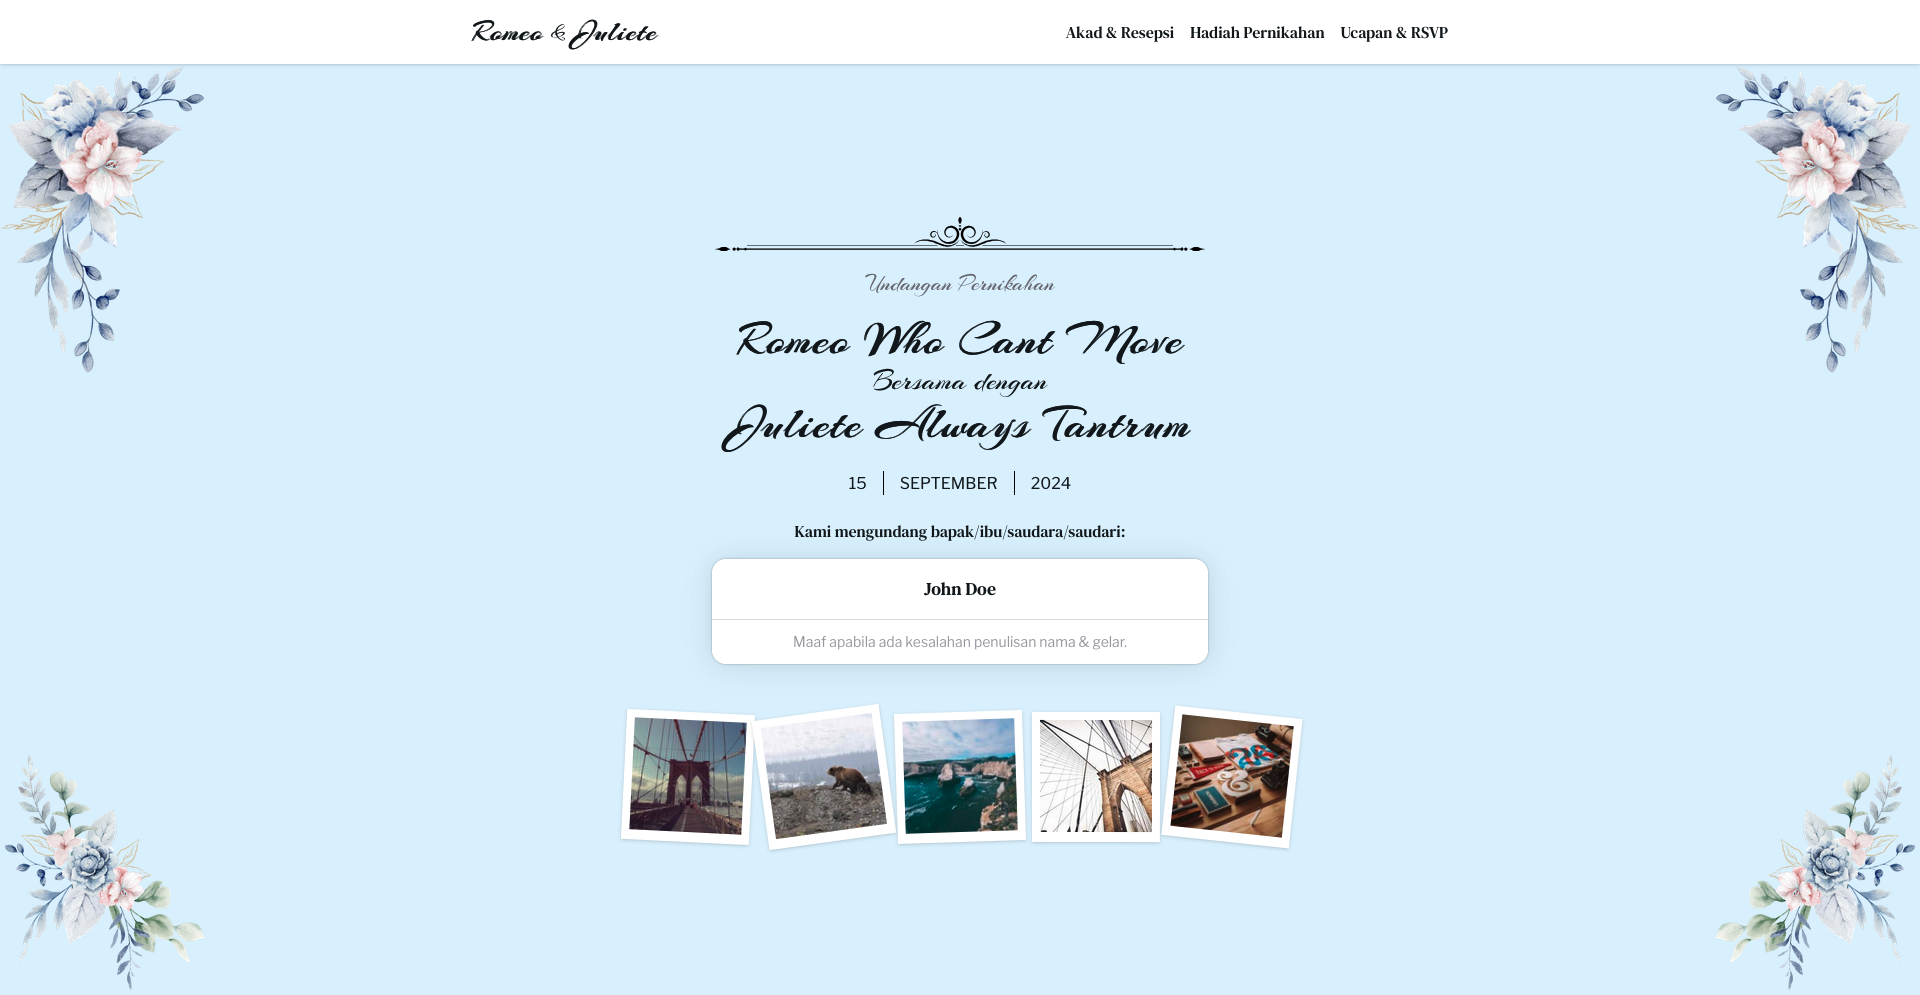 Romeo & Juliete
Akad & Resepsi Hadiah Pernikahan Ucapan & RSVP
Undangan Pernikahan
Romeo Who Cant Move
Bersama dengan
Juliete Always Tantrum
15 SEPTEMBER 2024
Kami mengundang bapak/ibu/saudara/saudari:
John Doe
Maaf apabila ada kesalahan penulisan nama & gelar.